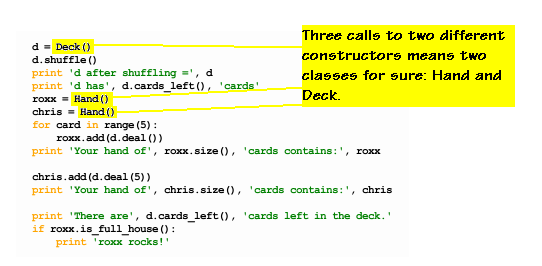 d = Deck()
d.shuffle()
print 'd after shuffling =', d
print 'd has', d.cards_left(), 'cards'
roxx = Hand()
chris = Hand()
for card in range(5):
    roxx.add(d.deal())
print 'Your hand of', roxx.size(), 'cards contains:', roxx
chris.add(d.deal(5))
print 'Your hand of', chris.size(), 'cards contains:', chris
print 'There are', d.cards_left(), 'cards left in the deck.'
if roxx.is_full_house():
    print 'roxx rocks!'
Three calls to two different
constructors means two
classes for sure: Hand and
Deck.